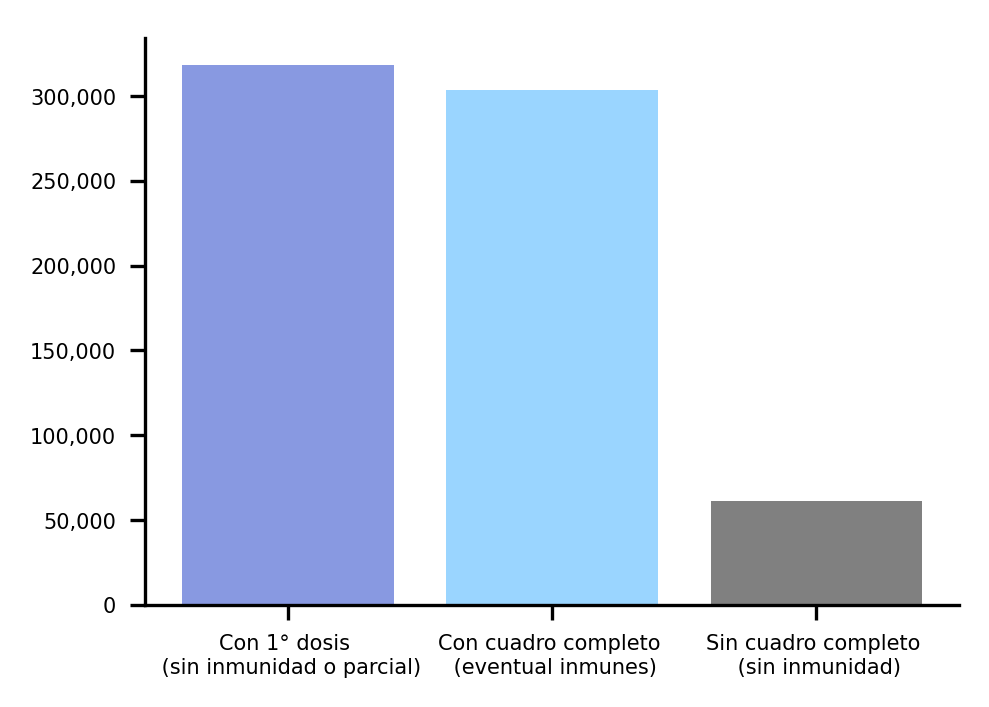 300,000
250,000
200,000
150,000
100,000
50,000
0
Con 1° dosis
(sin inmunidad o parcial)
Con cuadro completo
(eventual inmunes)
Sin cuadro completo
(sin inmunidad)